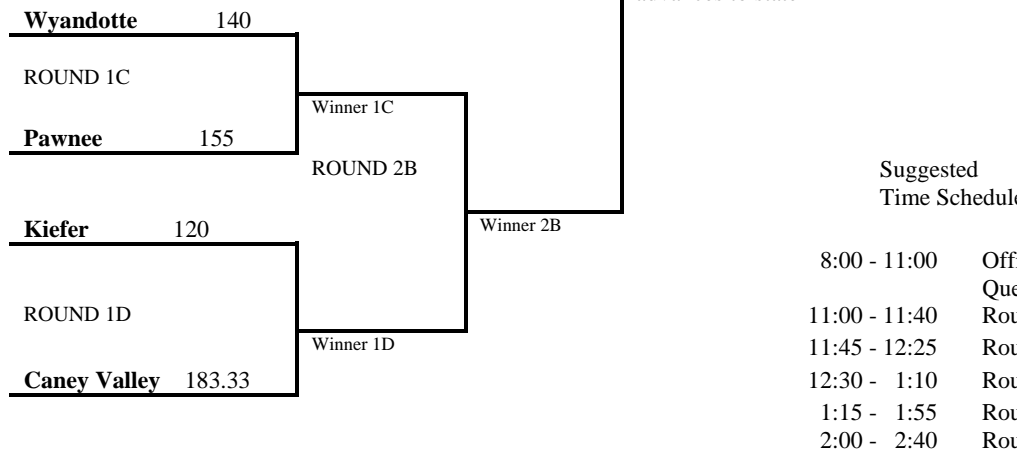 Wyandotte 140
ROUND 1C
Winner 1C
Pawnee 155
ROUND 2B
Kiefer 120
Winner 2B
ROUND 1D
Winner 1D
Caney Valley 183.33
Suggested
Time Schedule
8:00 - 11:00
11:00 - 11:40
11:45 - 12:25
12:30 - 1:10
1:15 - 1:55
2:00 - 2:40